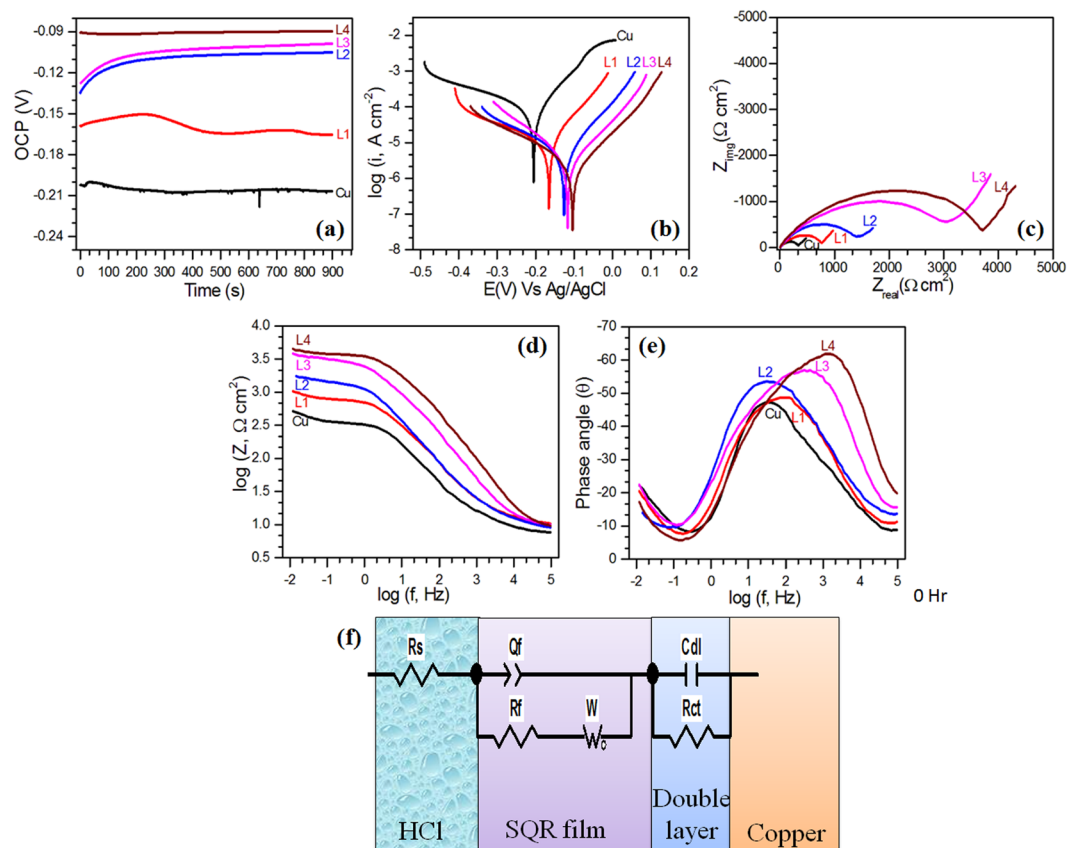 -0.09
-0.12
-0.15
-0.18
-0.21
-0.24
OCP (V)
L4
L3
L2
L1
Cu
(a)
0 100 200 300 400 500 600 700 800 900
Time (s)
-2
-3
-4
-5
-6
-7
-8
log (i, A cm-2)
Cu
L1
L2
L3
L4
(b)
-0.5 -0.4 -0.3 -0.2 -0.1 0.0 0.1 0.2
E(V) Vs Ag/AgCl
-5000
-4000
-3000
-2000
-1000
0
Zimg(Ω cm2)
L3
L4
L2
L1
Cu
(c)
0 1000 2000 3000 4000 5000
Zreal(Ω cm2)
4.0
3.5
3.0
2.5
2.0
1.5
1.0
0.5
log (Z, Ω cm2)
L4
L3
L2
L1
Cu
(d)
-2 -1 0 1 2 3 4 5
log (f, Hz)
-70
-60
-50
-40
-30
-20
-10
0
Phase angle (θ)
L4
L3
L2
Cu
L1
(e)
-2 -1 0 1 2 3 4 5
log (f, Hz)
0 Hr
(f)
Rs
Qf
Cdl
Rf
W
o
Rct
HCl
SQR film
Double
layer
Copper